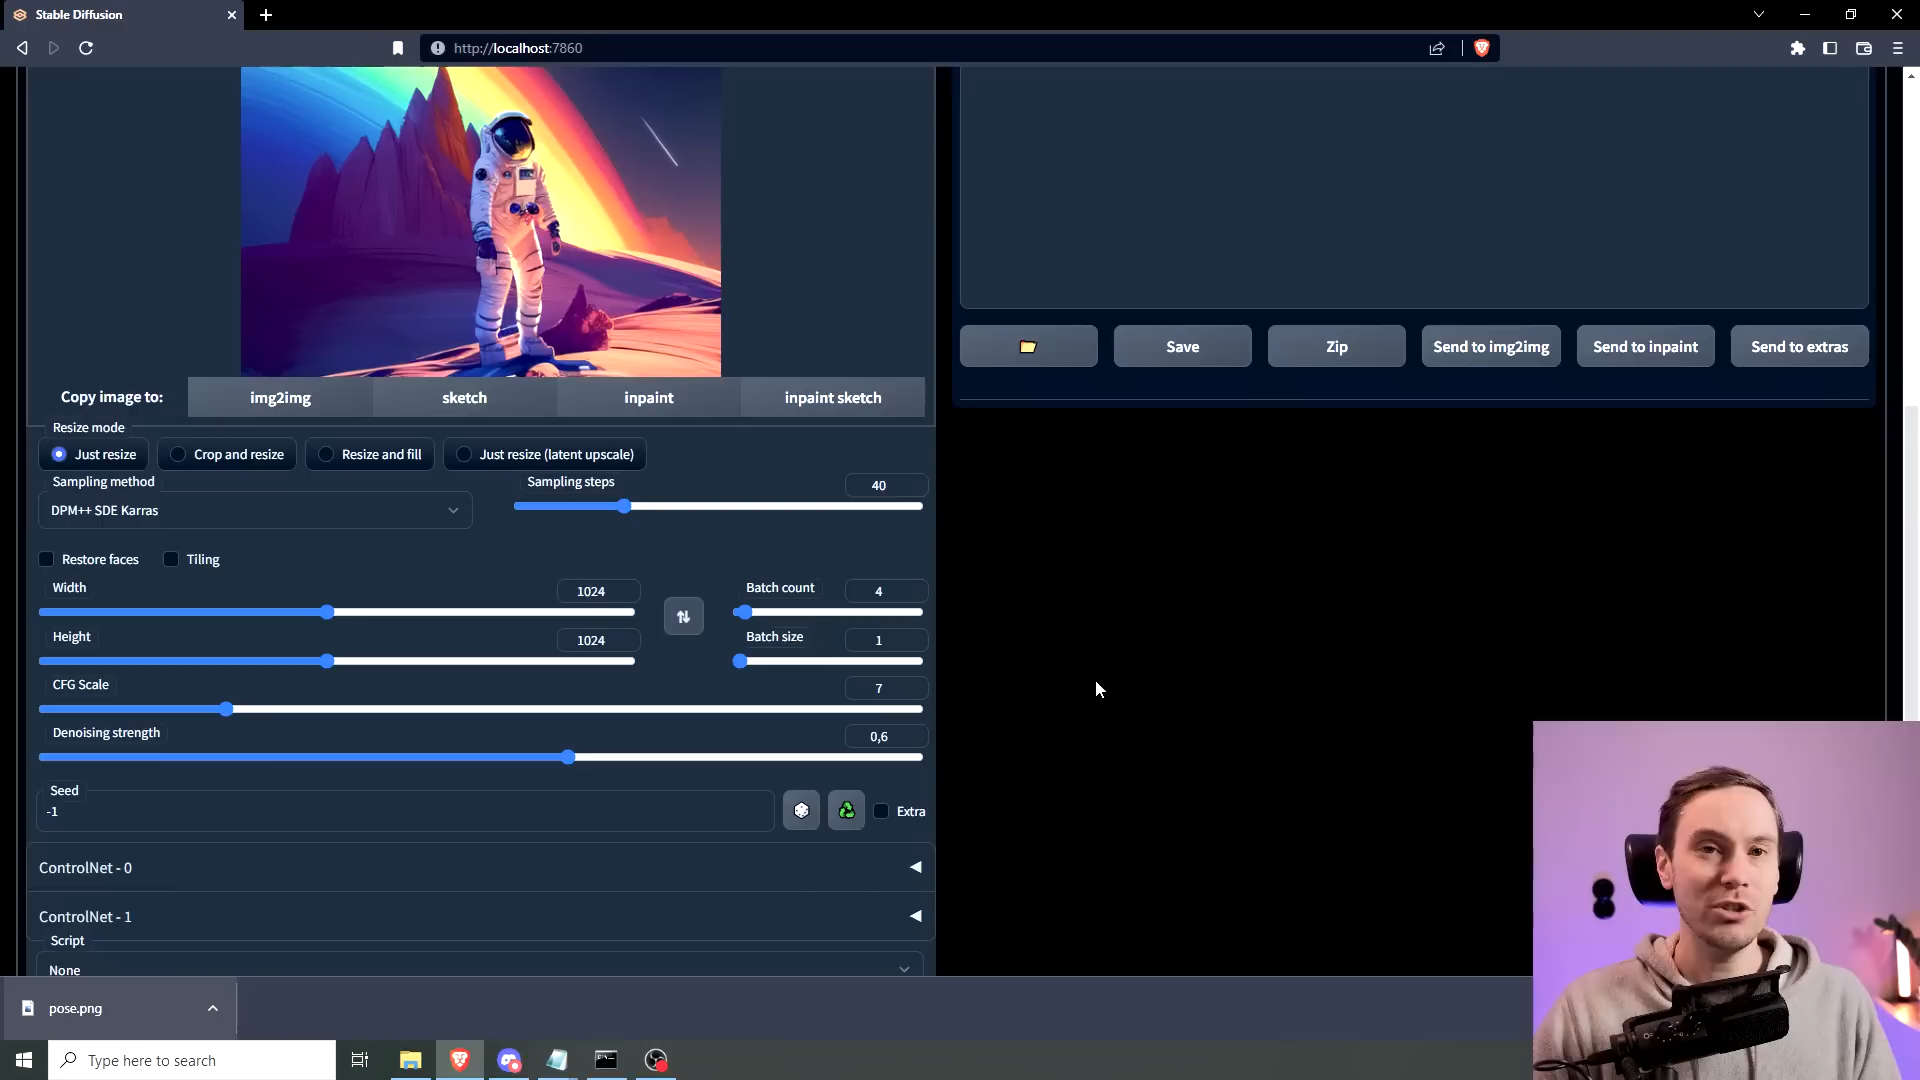 Stable Diffusion
http://localhost:7860
Copy image to:
img2img
sketch
inpaint
inpaint sketch
Save
Zip
Send to img2img
Send to inpaint
Send to extras
Resize mode
Just resize
Crop and resize
Resize and fill
Just resize (latent upscale)
Sampling method
DPM++ SDE Karras
Sampling steps
40
Restore faces
Tiling
Width
1024
Height
1024
Batch count
4
Batch size
1
CFG Scale
7
Denoising strength
0,6
Seed
-1
Extra
ControlNet - 0
ControlNet - 1
Script
None
pose.png
Type here to search